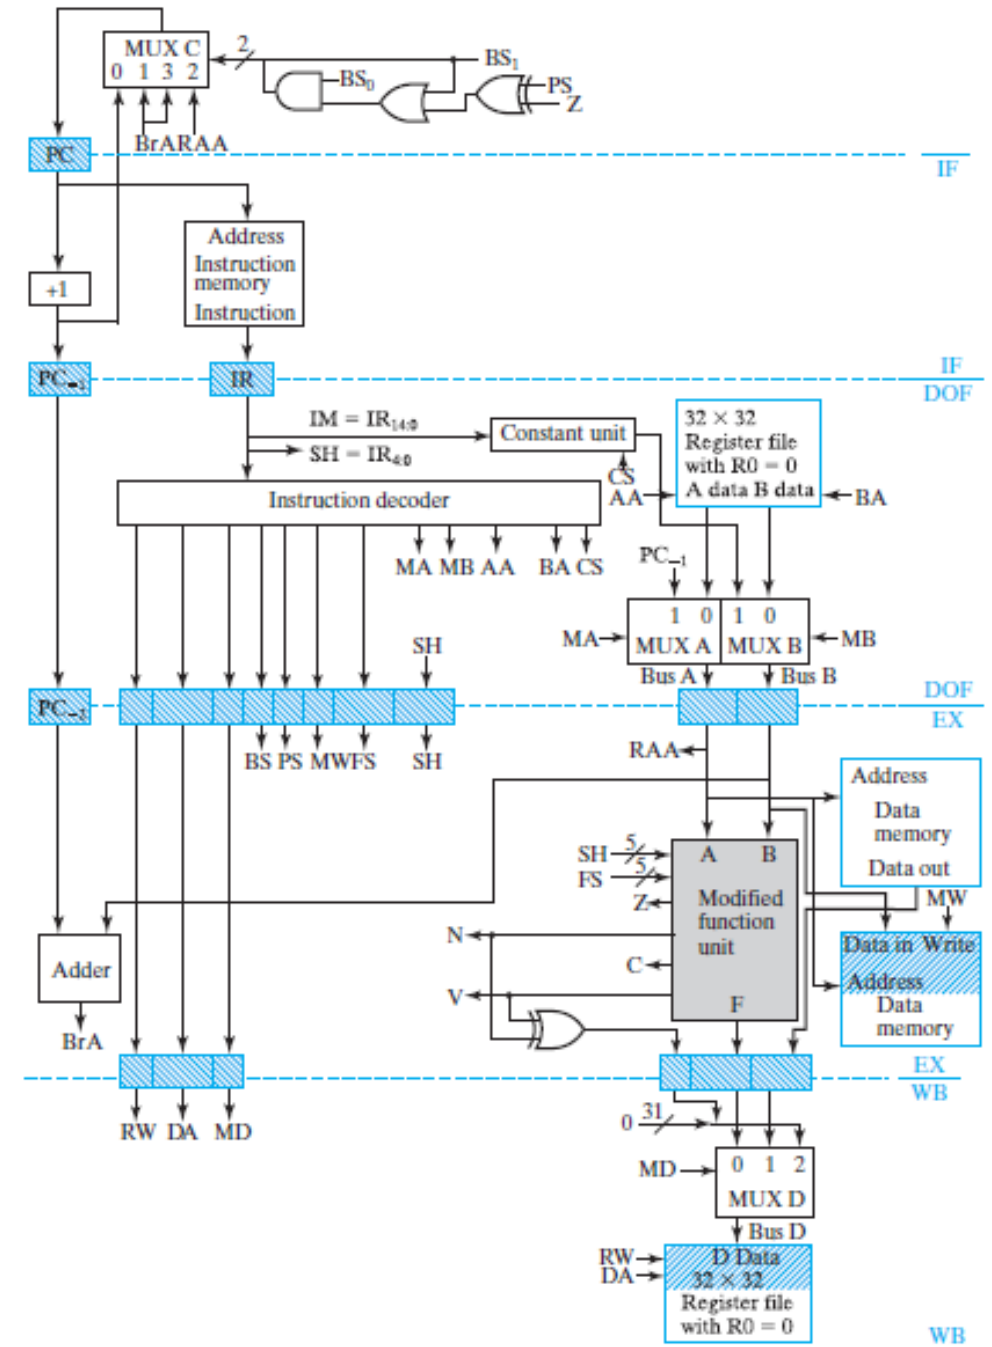 MUX C
0 1 3 2
2
BS₁
BS₀
PS
Z
BrA RAA
PC
IF
Address
Instruction
memory
Instruction
+1
PC₋₁
IR
IF
DOF
IM = IR₁₄:₀
SH = IR₄:₀
Constant unit
CS
32 × 32
Register file
with R0 = 0
A data B data
AA
BA
Instruction decoder
MA MB AA BA CS
PC₋₁
1 0 1 0
MA
MUX A MUX B
MB
Bus A
Bus B
SH
PC₋₂
DOF
EX
BS PS MW FS SH
RAA
Address
Data
memory
Data out
MW
SH
5
FS
5
A B
Modified
function
unit
F
Z
N
C
V
Data in Write
Address
Data
memory
Adder
BrA
EX
WB
RW DA MD
0
31
MD
0 1 2
MUX D
Bus D
RW
DA
D Data
32 × 32
Register file
with R0 = 0
WB